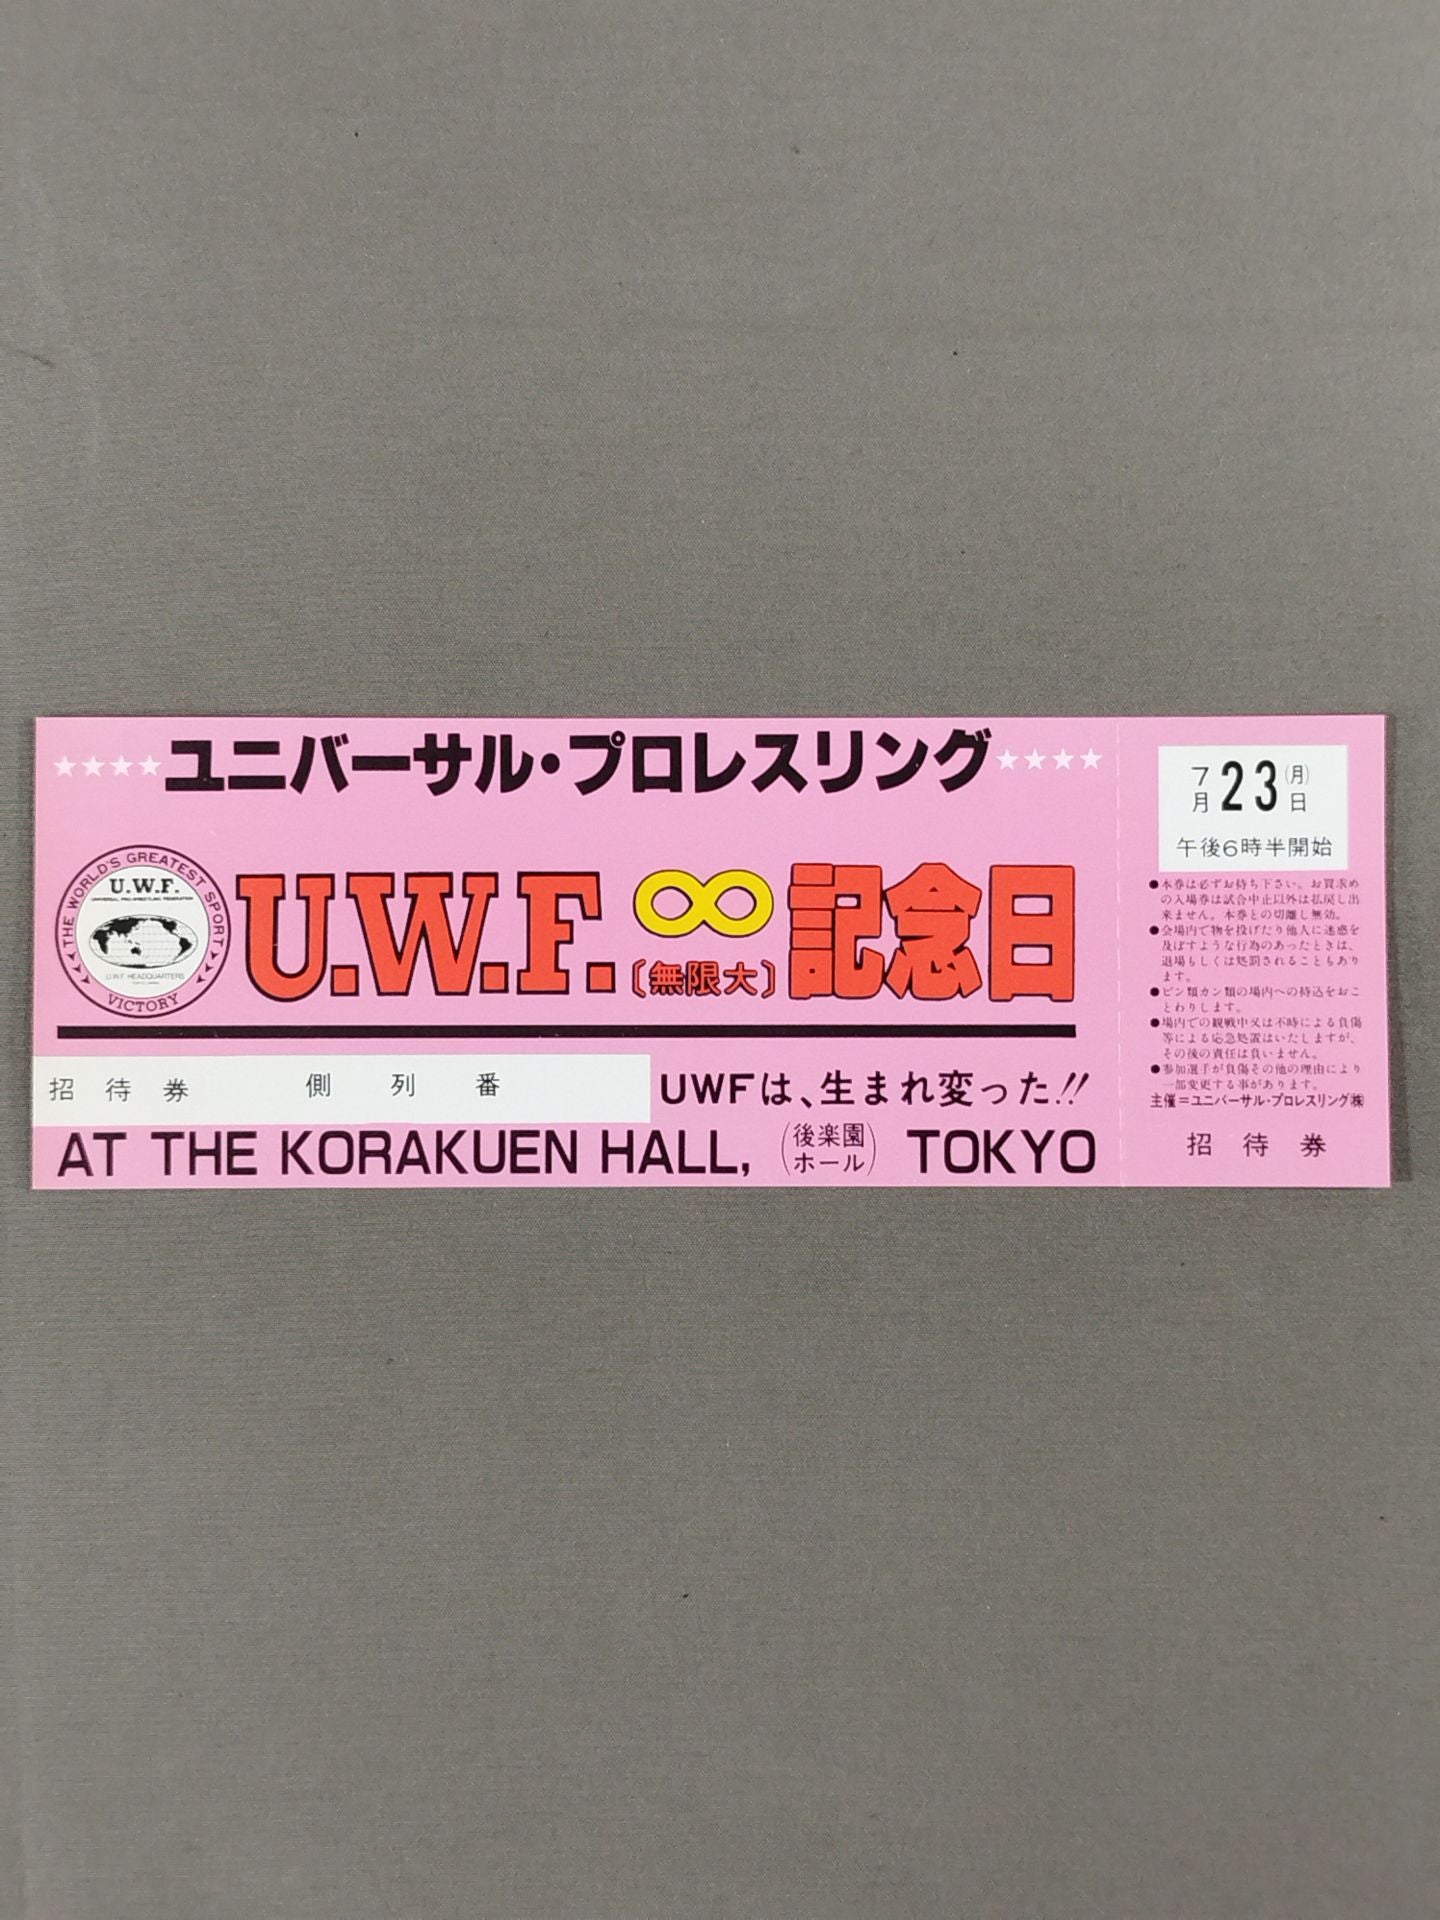 ユニバーサル・プロレスリング
THE WORLD'S GREATEST SPORT
U.W.F.
UNIVERSAL PRO-WRESTLING FEDERATION
U.W.F HEADQUARTERS
VICTORY
U.W.F. ∞ 記念日
〔無限大〕
招待券 側 列 番
UWFは、生まれ変った!!
AT THE KORAKUEN HALL, (後楽園ホール) TOKYO
7月23日(月)
午後6時半開始
●本券は必ずお持ち下さい。お買求め
の入場券は試合中止以外は払戻し出
来ません。本券との切離し無効。
●会場内で物を投げたり他人に迷惑を
及ぼすような行為のあったときは、
退場もしくは処罰されることもあり
ます。
●ビン類カン類の場内への持込をおこ
とわりします。
●場内での観戦中又は不時による負傷
等による応急処置はいたしますが、
その後の責任は負いません。
●参加選手が負傷その他の理由により
一部変更する事があります。
主催=ユニバーサル・プロレスリング㈱
招待券